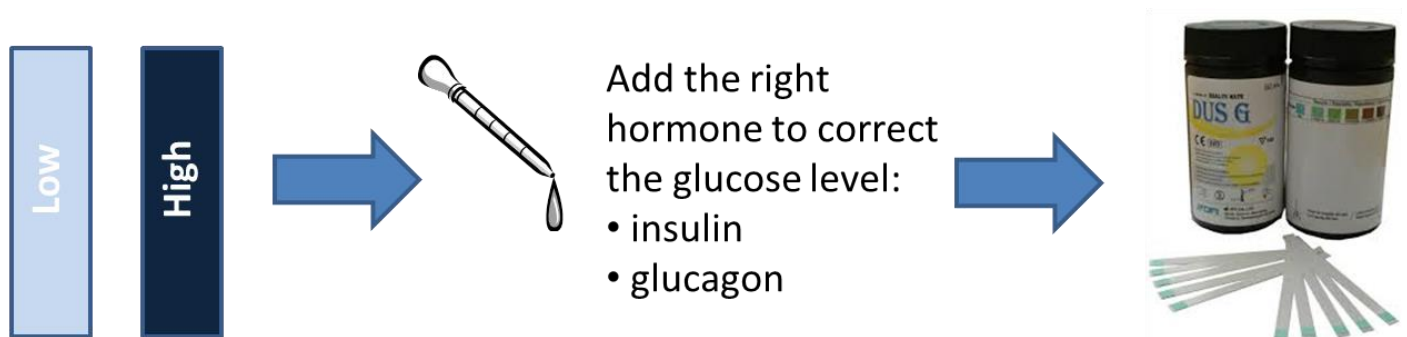 Low
High
Add the right
hormone to correct
the glucose level:
• insulin
• glucagon
DUS G